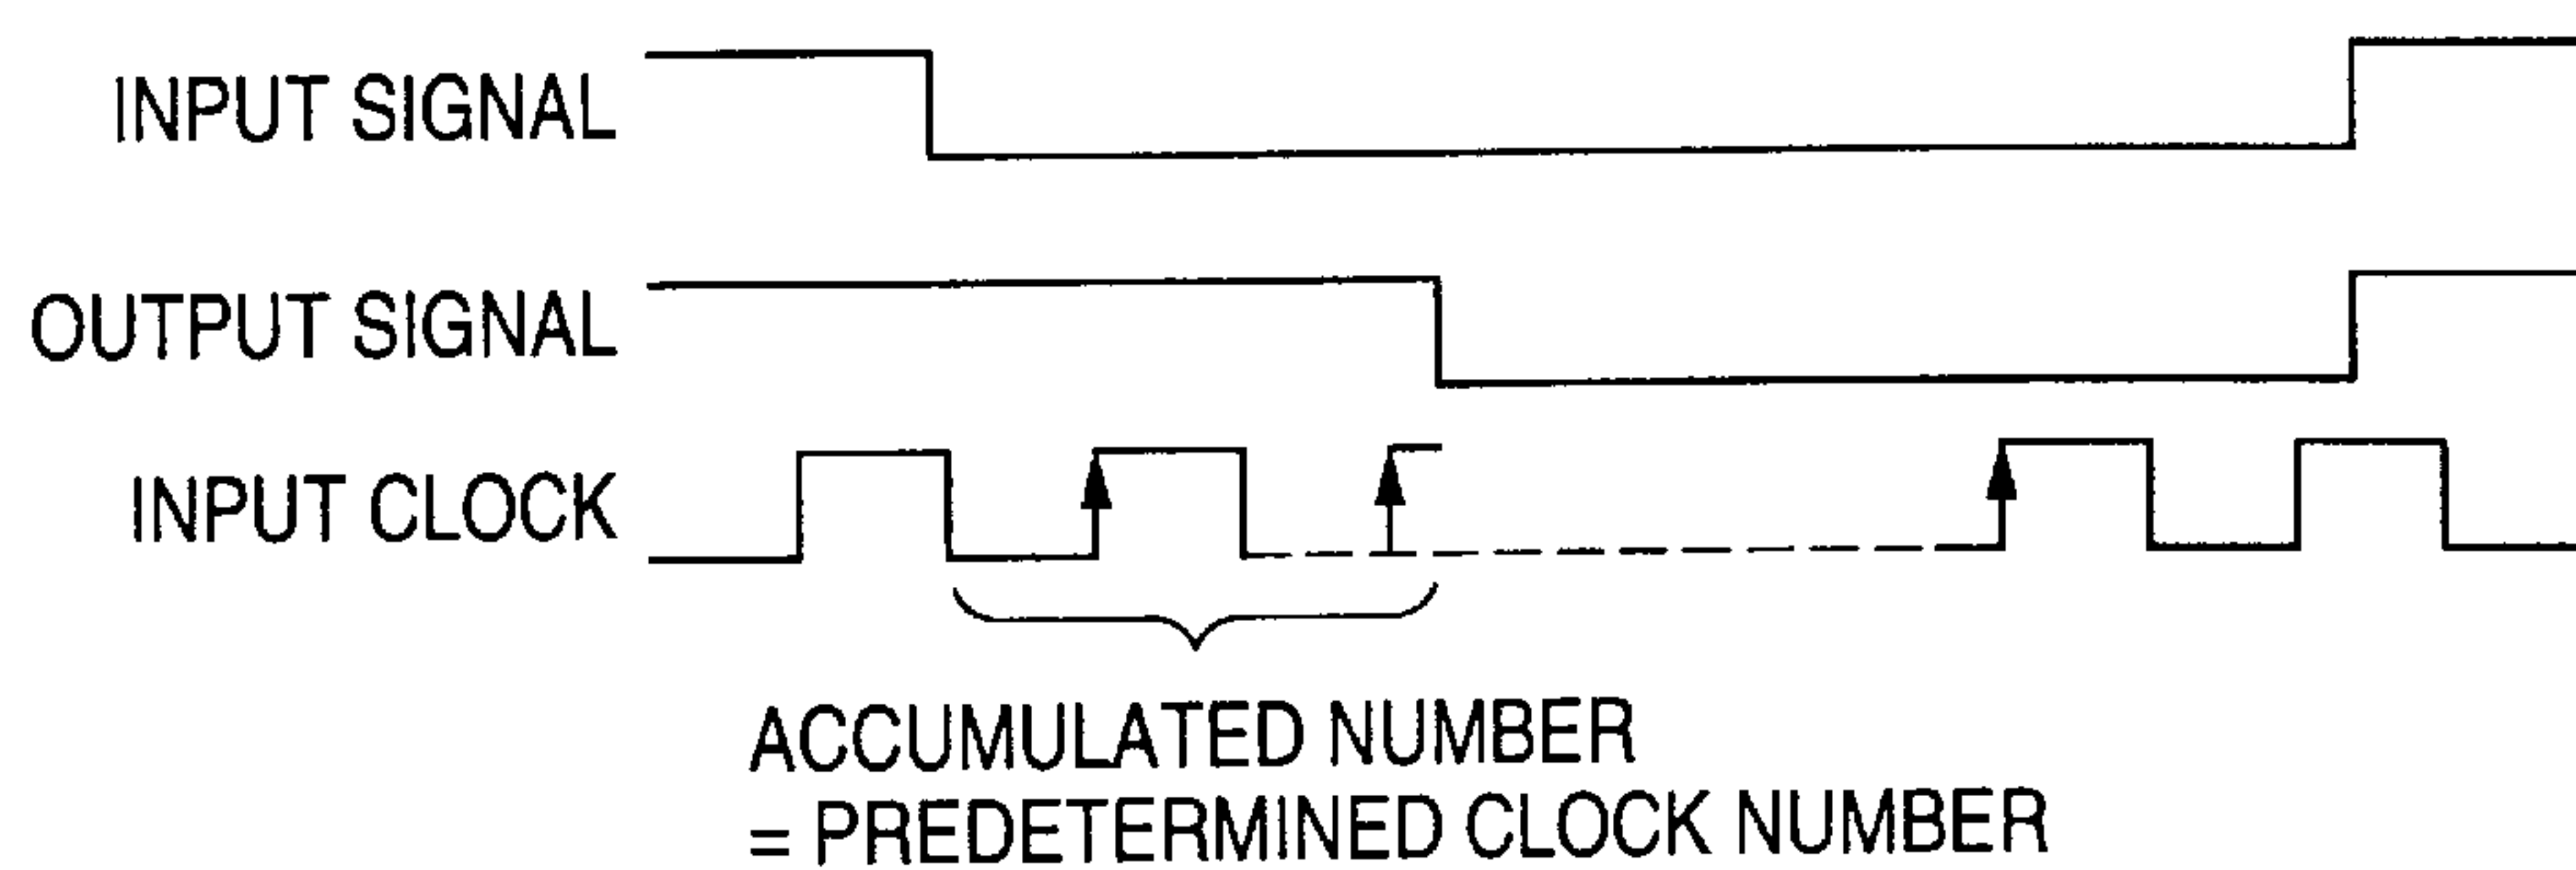 INPUT SIGNAL
OUTPUT SIGNAL
INPUT CLOCK
ACCUMULATED NUMBER
= PREDETERMINED CLOCK NUMBER